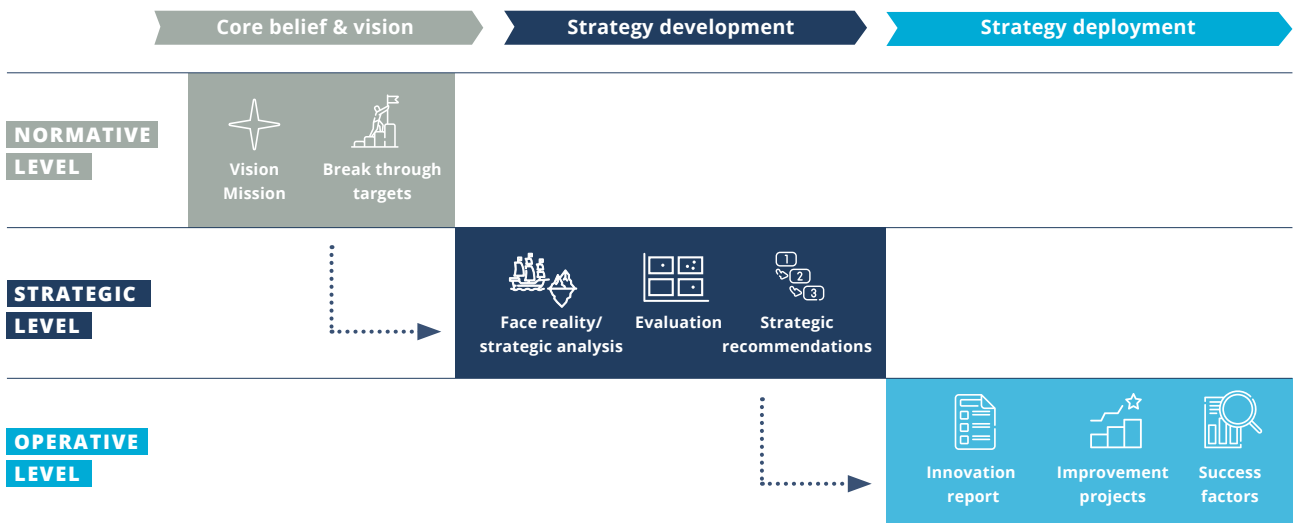 Core belief & vision
Strategy development
Strategy deployment
NORMATIVE
LEVEL
Vision
Mission
Break through
targets
STRATEGIC
LEVEL
1
2
3
Face reality/
strategic analysis
Evaluation
Strategic
recommendations
OPERATIVE
LEVEL
Innovation
report
Improvement
projects
Success
factors